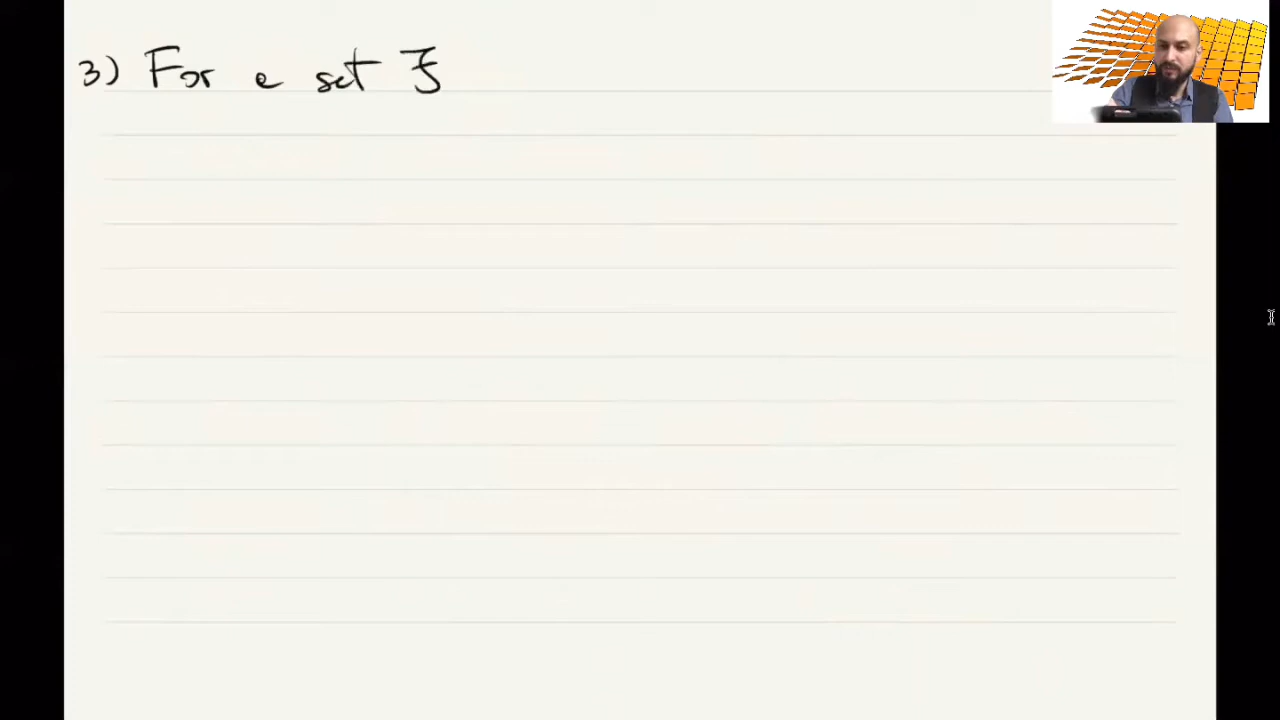 3) For a set ℱ